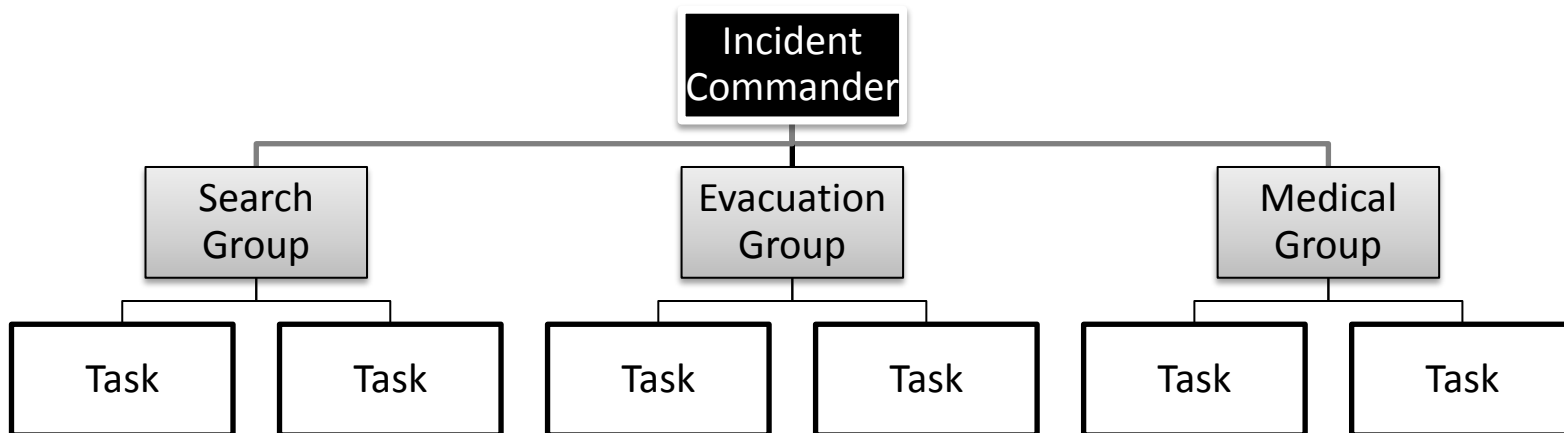 Incident
Commander
Search
Group
Evacuation
Group
Medical
Group
Task
Task
Task
Task
Task
Task